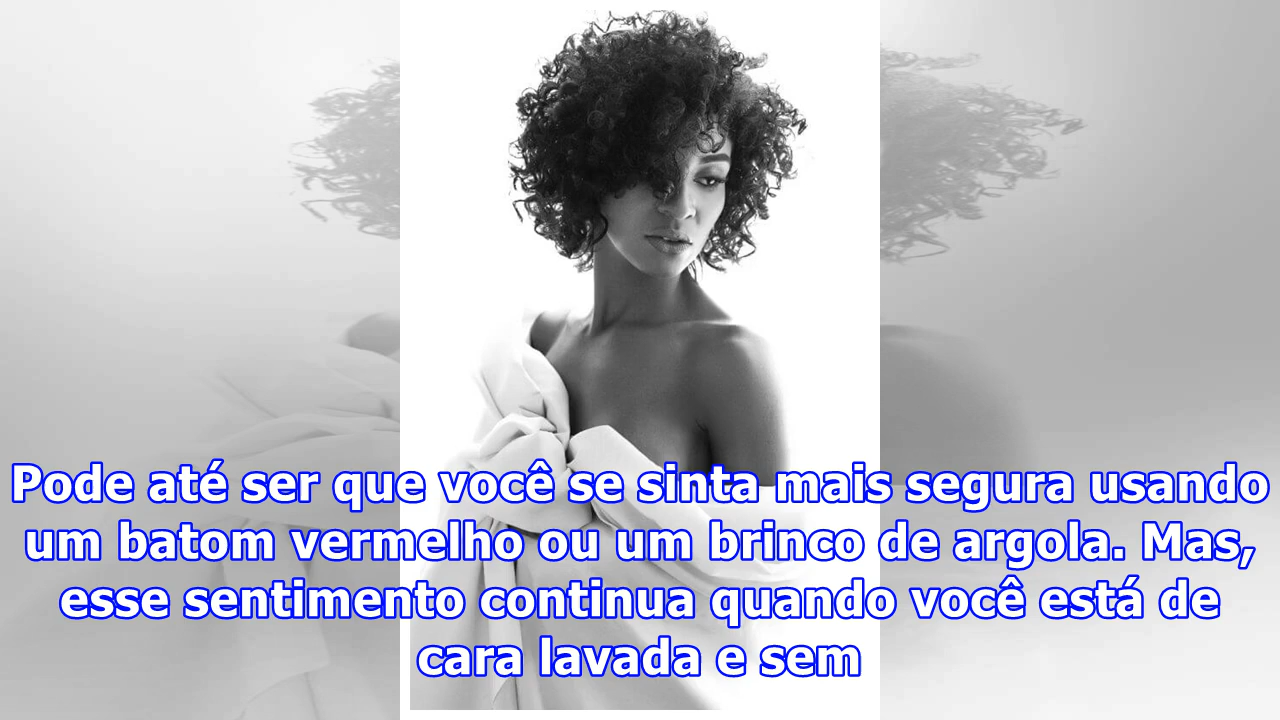 Pode até ser que você se sinta mais segura usando
um batom vermelho ou um brinco de argola. Mas,
esse sentimento continua quando você está de
cara lavada e sem